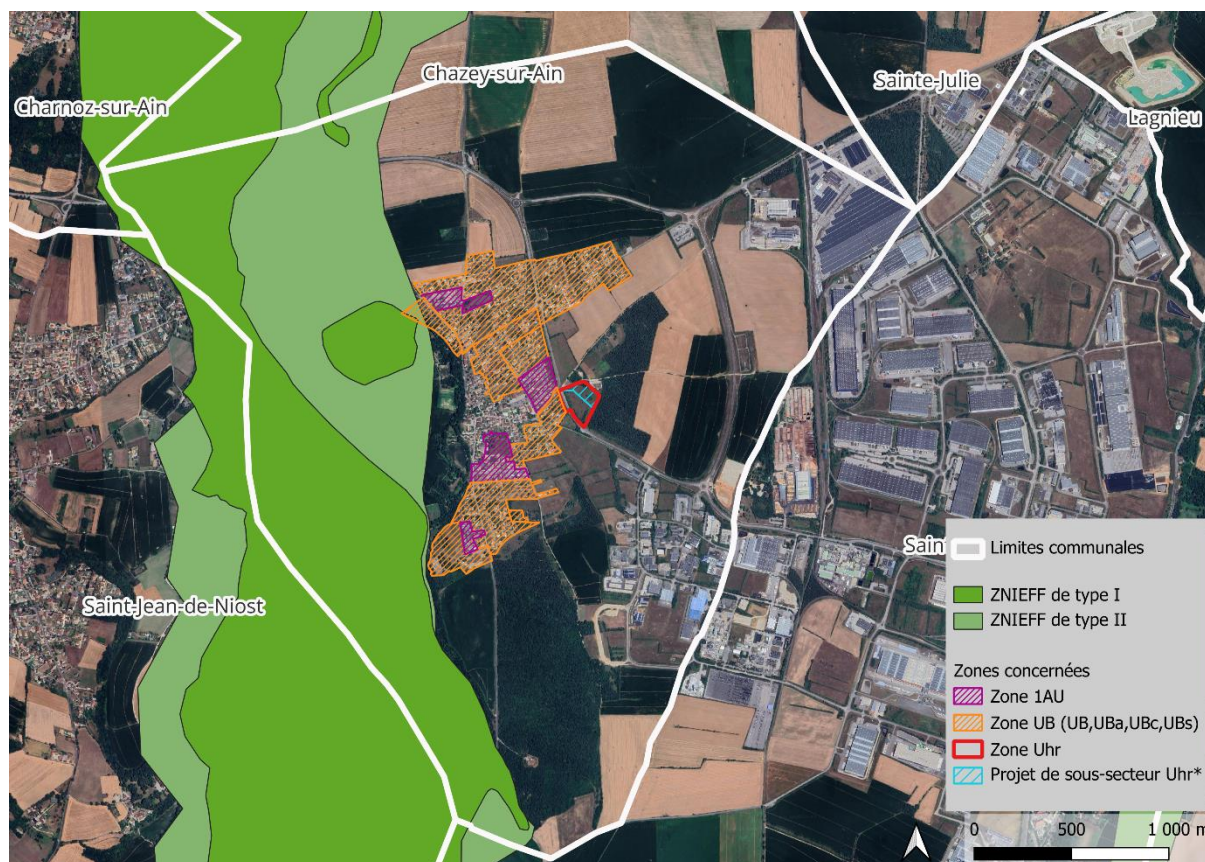 Chazey-sur-Ain
Charnoz-sur-Ain
Sainte-Julie
Lagnieu
Saint-Jean-de-Niost
Sain
Limites communales
ZNIEFF de type I
ZNIEFF de type II
Zones concernées
Zone 1AU
Zone UB (UB,UBa,UBc,UBs)
Zone Uhr
Projet de sous-secteur Uhr*
0 500 1 000 m